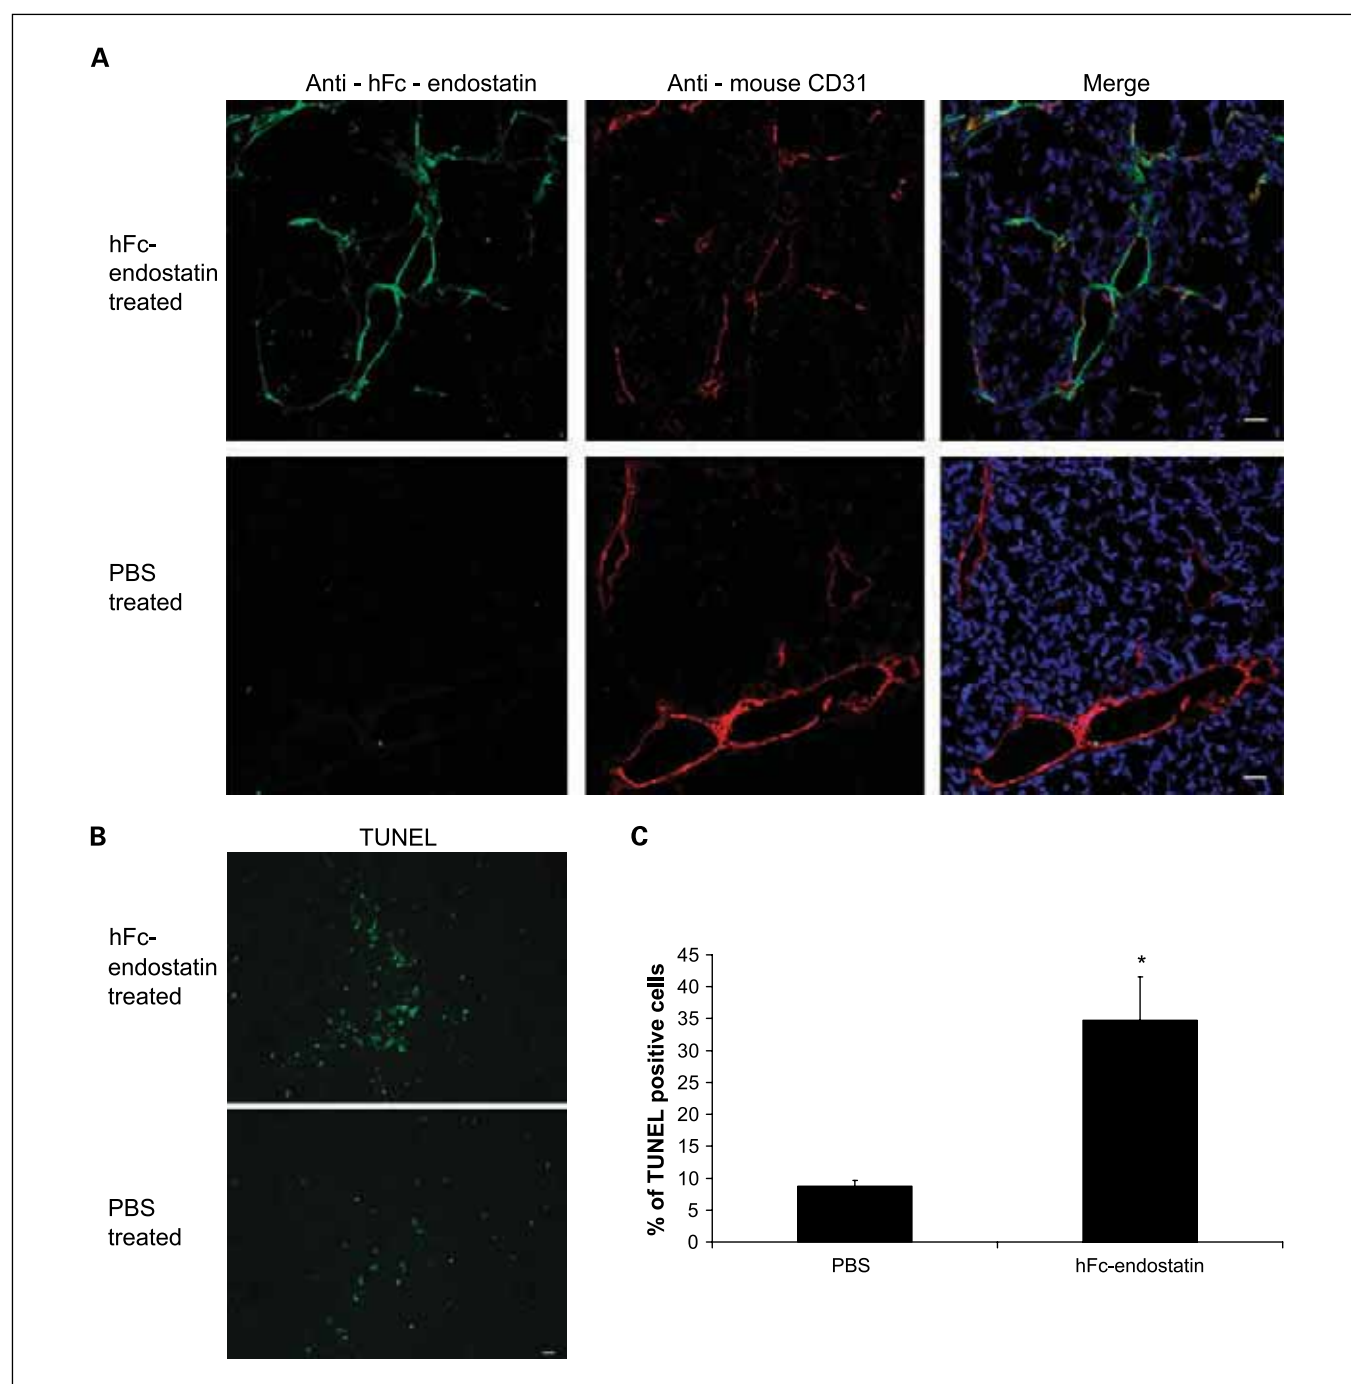 A
Anti - hFc - endostatin
Anti - mouse CD31
Merge
hFc-
endostatin
treated
PBS
treated
B
TUNEL
hFc-
endostatin
treated
PBS
treated
C
% of TUNEL positive cells
45
40
35
30
25
20
15
10
5
0
*
PBS
hFc-endostatin